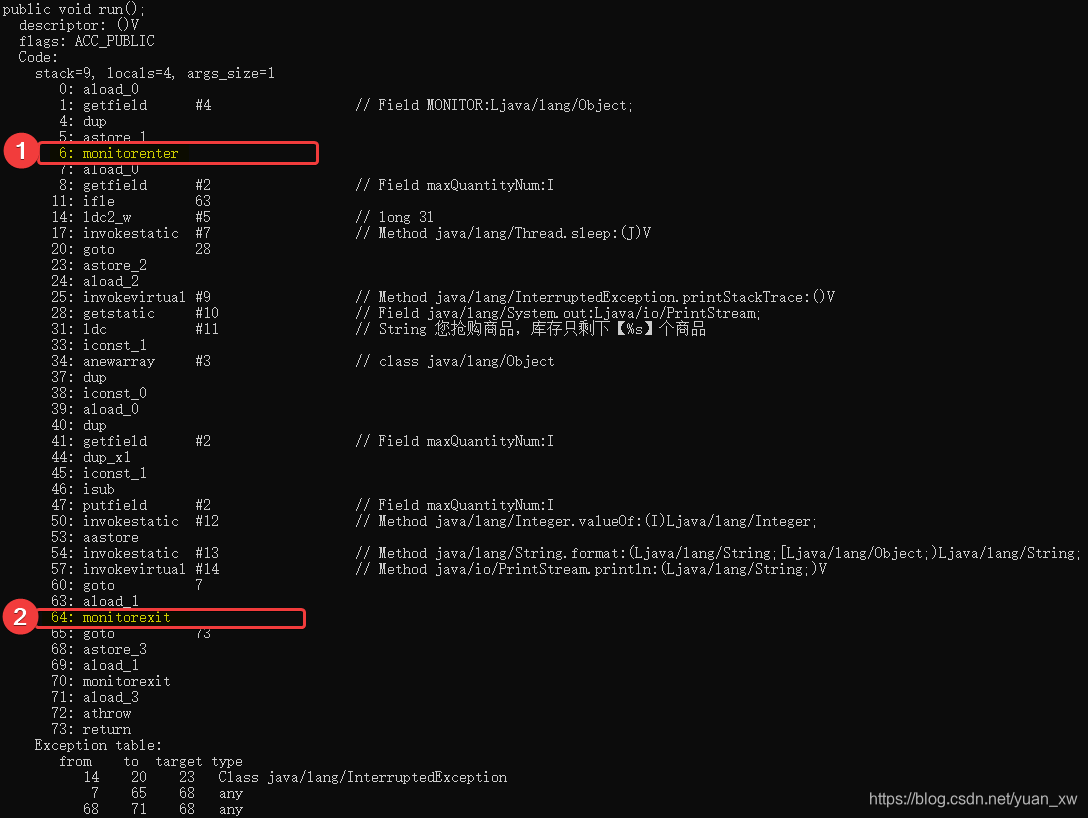 public void run();
descriptor: ()V
flags: ACC_PUBLIC
Code:
stack=9, locals=4, args_size=1
0: aload_0
1: getfield #4 // Field MONITOR:Ljava/lang/Object;
4: dup
5: astore_1
1 6: monitorenter
7: aload_0
8: getfield #2 // Field maxQuantityNum:I
11: ifle 63
14: ldc2_w #5 // long 3l
17: invokestatic #7 // Method java/lang/Thread.sleep:(J)V
20: goto 28
23: astore_2
24: aload_2
25: invokevirtual #9 // Method java/lang/InterruptedException.printStackTrace:()V
28: getstatic #10 // Field java/lang/System.out:Ljava/io/PrintStream;
31: ldc #11 // String 您抢购商品，库存只剩下【%s】个商品
33: iconst_1
34: anewarray #3 // class java/lang/Object
37: dup
38: iconst_0
39: aload_0
40: dup
41: getfield #2 // Field maxQuantityNum:I
44: dup_x1
45: iconst_1
46: isub
47: putfield #2 // Field maxQuantityNum:I
50: invokestatic #12 // Method java/lang/Integer.valueOf:(I)Ljava/lang/Integer;
53: aastore
54: invokestatic #13 // Method java/lang/String.format:(Ljava/lang/String;[Ljava/lang/Object;)Ljava/lang/String;
57: invokevirtual #14 // Method java/io/PrintStream.println:(Ljava/lang/String;)V
60: goto 7
63: aload_1
2 64: monitorexit
65: goto 73
68: astore_3
69: aload_1
70: monitorexit
71: aload_3
72: athrow
73: return
Exception table:
from to target type
14 20 23 Class java/lang/InterruptedException
7 65 68 any
68 71 68 any
https://blog.csdn.net/yuan_xw